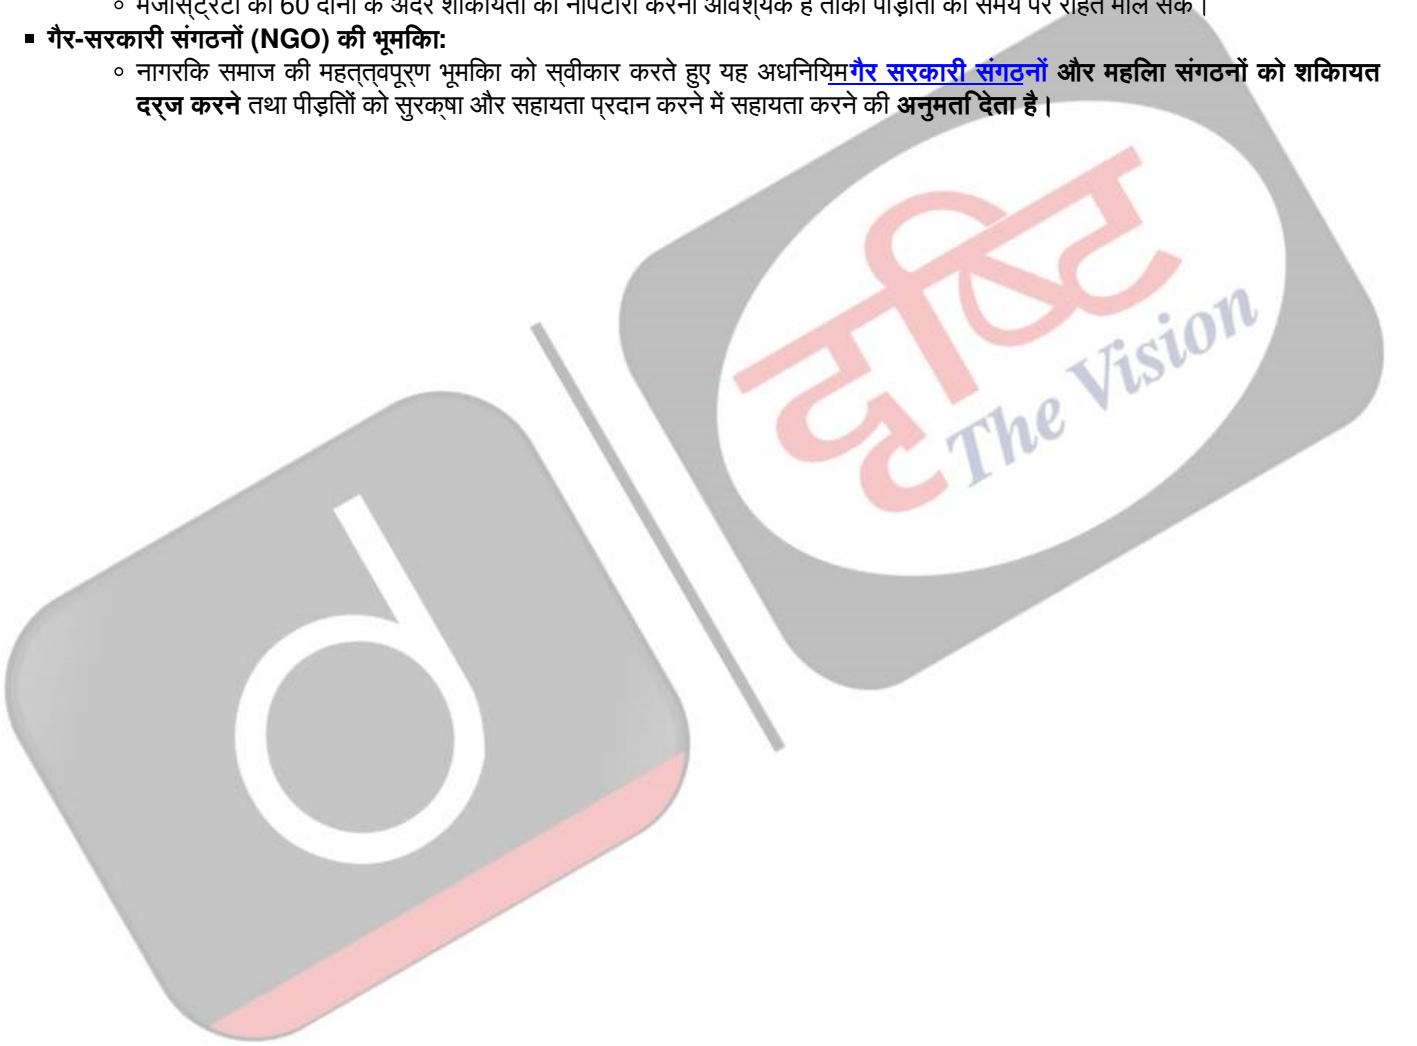 मजिस्ट्रेटों को 60 दिनों के अंदर शिकायतों का निपटारा करना आवश्यक है ताकि पीड़ितों को समय पर राहत मिल सके।
गैर-सरकारी संगठनों (NGO) की भूमिका:
नागरिक समाज की महत्त्वपूर्ण भूमिका को स्वीकार करते हुए यह अधिनियम गैर सरकारी संगठनों और महिला संगठनों को शिकायत
दर्ज करने तथा पीड़ितों को सुरक्षा और सहायता प्रदान करने में सहायता करने की अनुमति देता है।
दृष्टि
The Vision
d